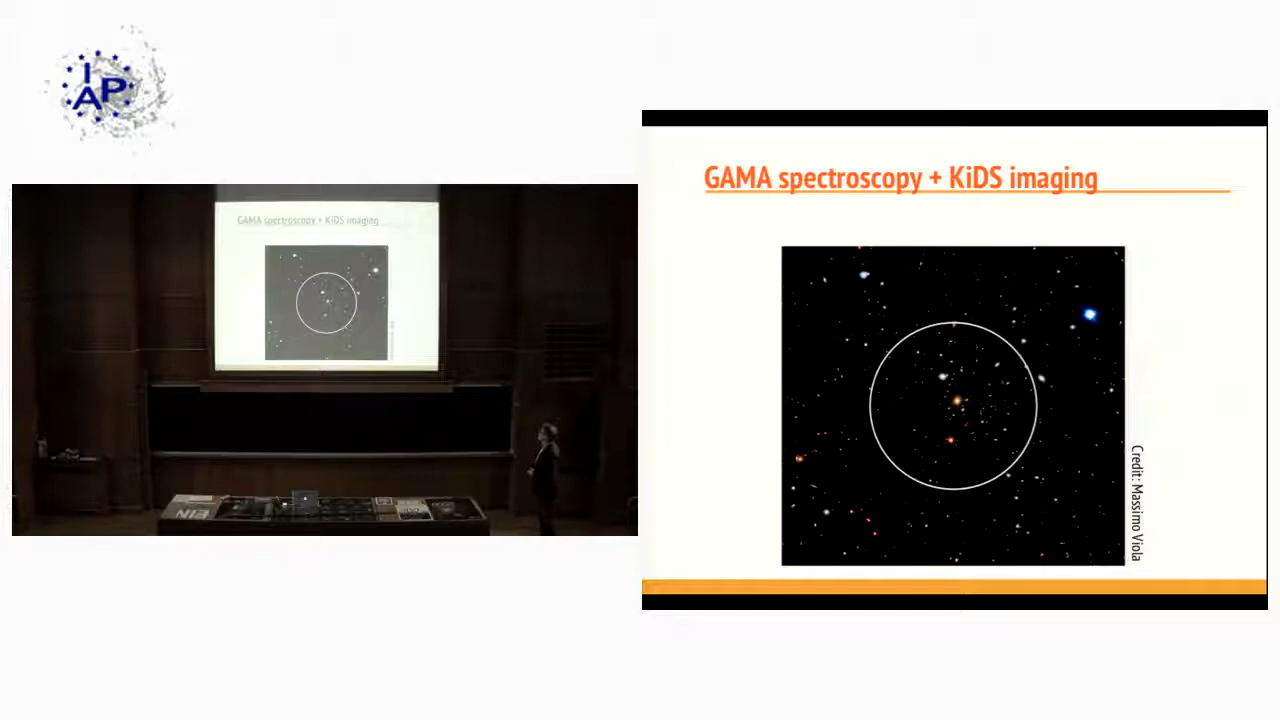 IAP
GAMA spectroscopy + KiDS imaging
GAMA spectroscopy + KiDS imaging
Credit: Massimo Viola